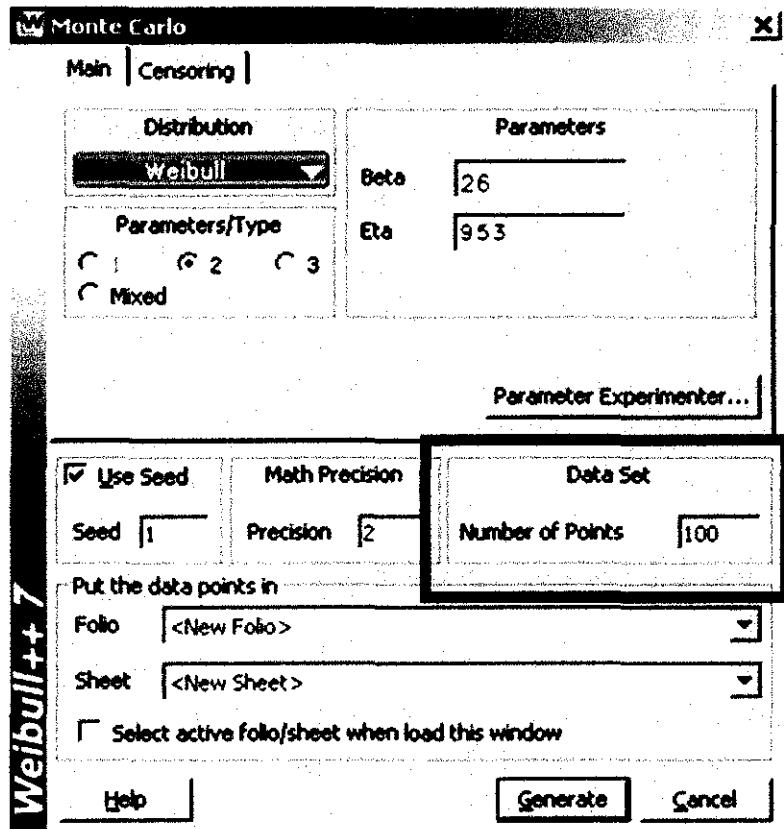 Monte Carlo
Main Censoring
Distribution
Weibull
Parameters/Type
1 2 3
Mixed
Parameters
Beta 26
Eta 953
Parameter Experimenter...
Use Seed
Seed 1
Math Precision
Precision 2
Data Set
Number of Points 100
Put the data points in
Folio <New Folio>
Sheet <New Sheet>
Select active folio/sheet when load this window
Help Generate Cancel
Weibull++ 7